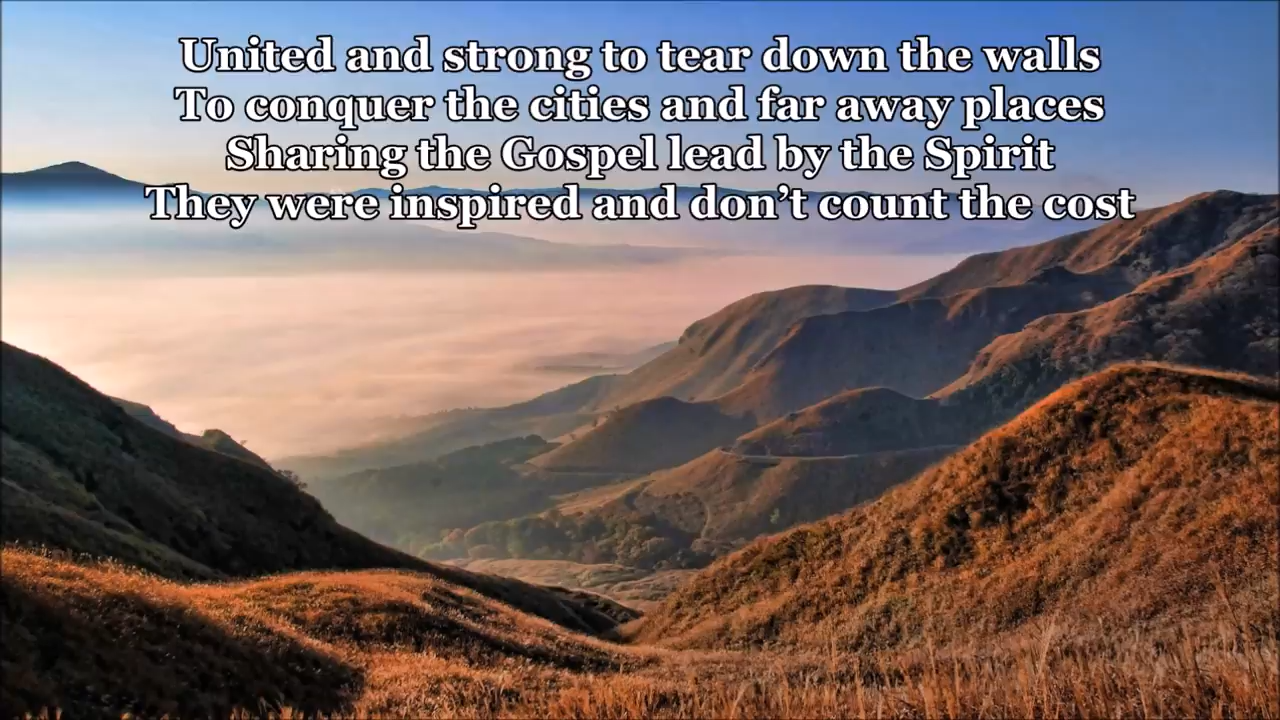 United and strong to tear down the walls
To conquer the cities and far away places
Sharing the Gospel lead by the Spirit
They were inspired and don't count the cost